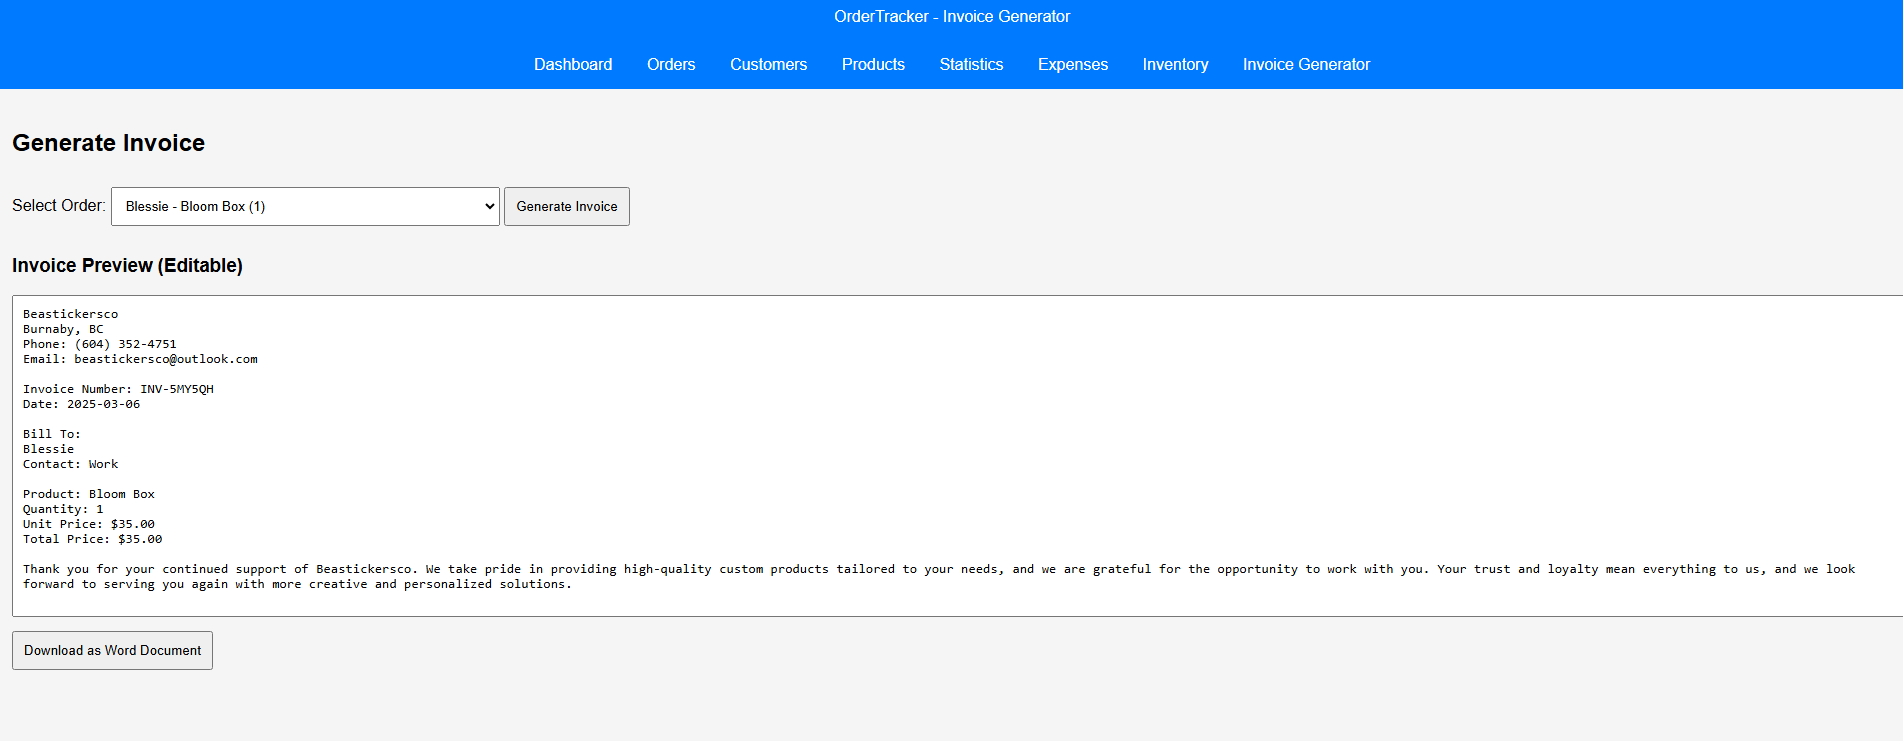 OrderTracker - Invoice Generator
Dashboard Orders Customers Products Statistics Expenses Inventory Invoice Generator
Generate Invoice
Select Order: Blessie - Bloom Box (1) Generate Invoice
Invoice Preview (Editable)
Beastickersco
Burnaby, BC
Phone: (604) 352-4751
Email: beastickersco@outlook.com
Invoice Number: INV-5MY5QH
Date: 2025-03-06
Bill To:
Blessie
Contact: Work
Product: Bloom Box
Quantity: 1
Unit Price: $35.00
Total Price: $35.00
Thank you for your continued support of Beastickersco. We take pride in providing high-quality custom products tailored to your needs, and we are grateful for the opportunity to work with you. Your trust and loyalty mean everything to us, and we look
forward to serving you again with more creative and personalized solutions.
Download as Word Document